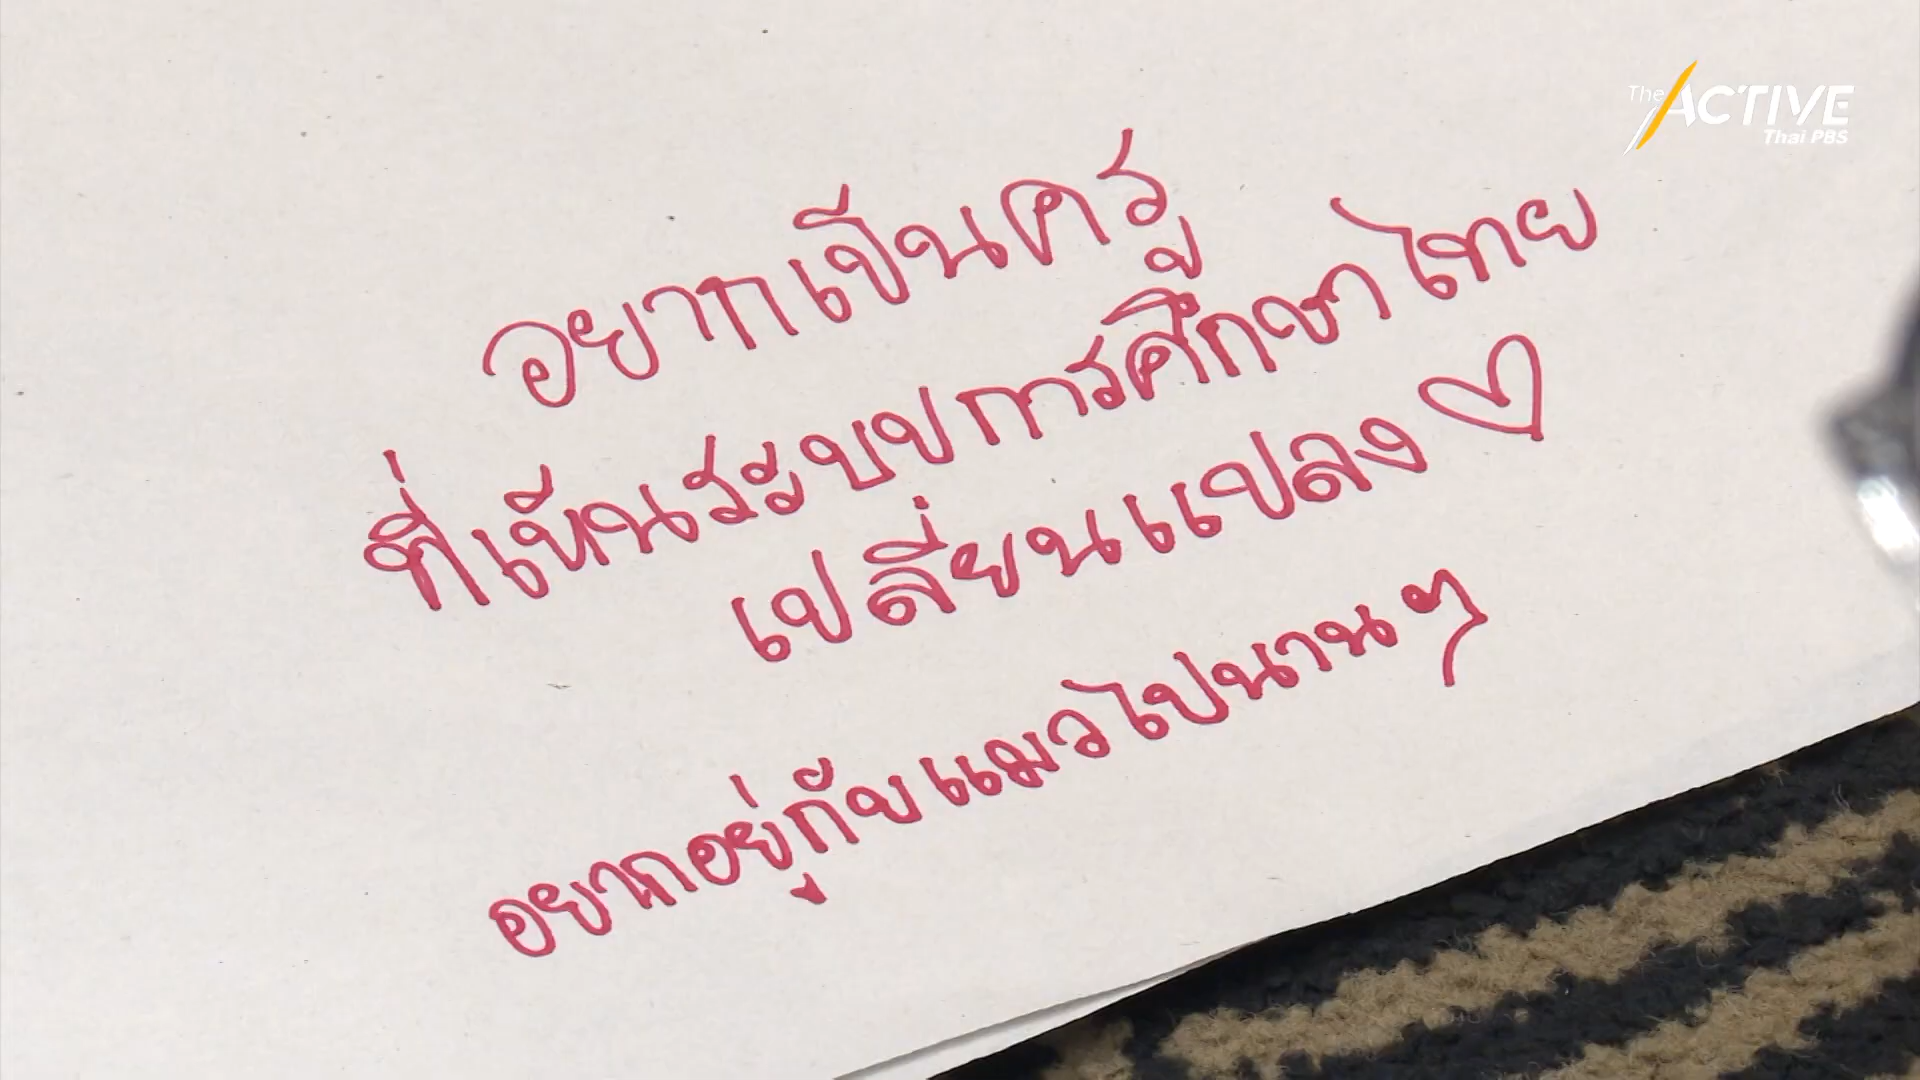 The ACTIVE
Thai PBS
อยากเป็นครู
ที่เห็นระบบการศึกษาไทย
เปลี่ยนแปลง
อยากอยู่กับแมวไปนานๆ